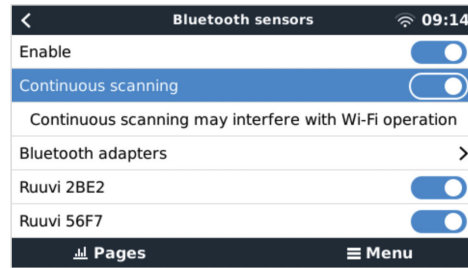 Bluetooth sensors 09:14
Enable
Continuous scanning
Continuous scanning may interfere with Wi-Fi operation
Bluetooth adapters
Ruuvi 2BE2
Ruuvi 56F7
Pages Menu